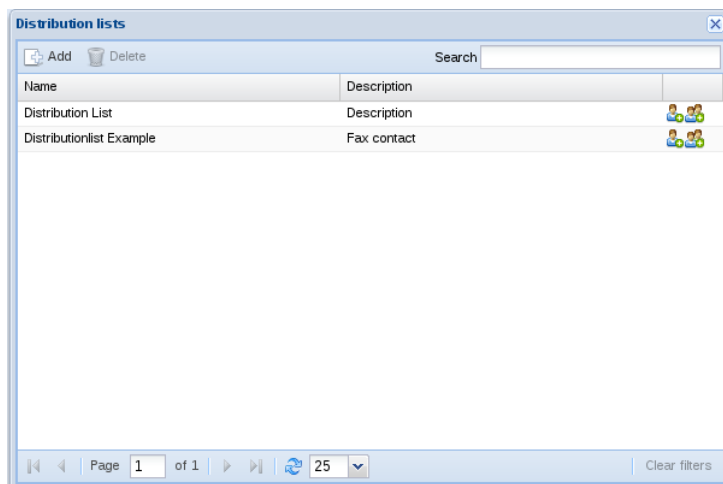 Distribution lists
Add Delete Search
Name Description
Distribution List Description
Distributionlist Example Fax contact
Page 1 of 1 25 Clear filters